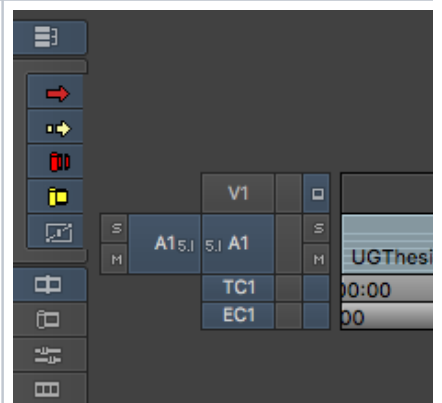 V1
S A1 5.1 5.1 A1 S
M M UGThesi
TC1 00:00
EC1 00